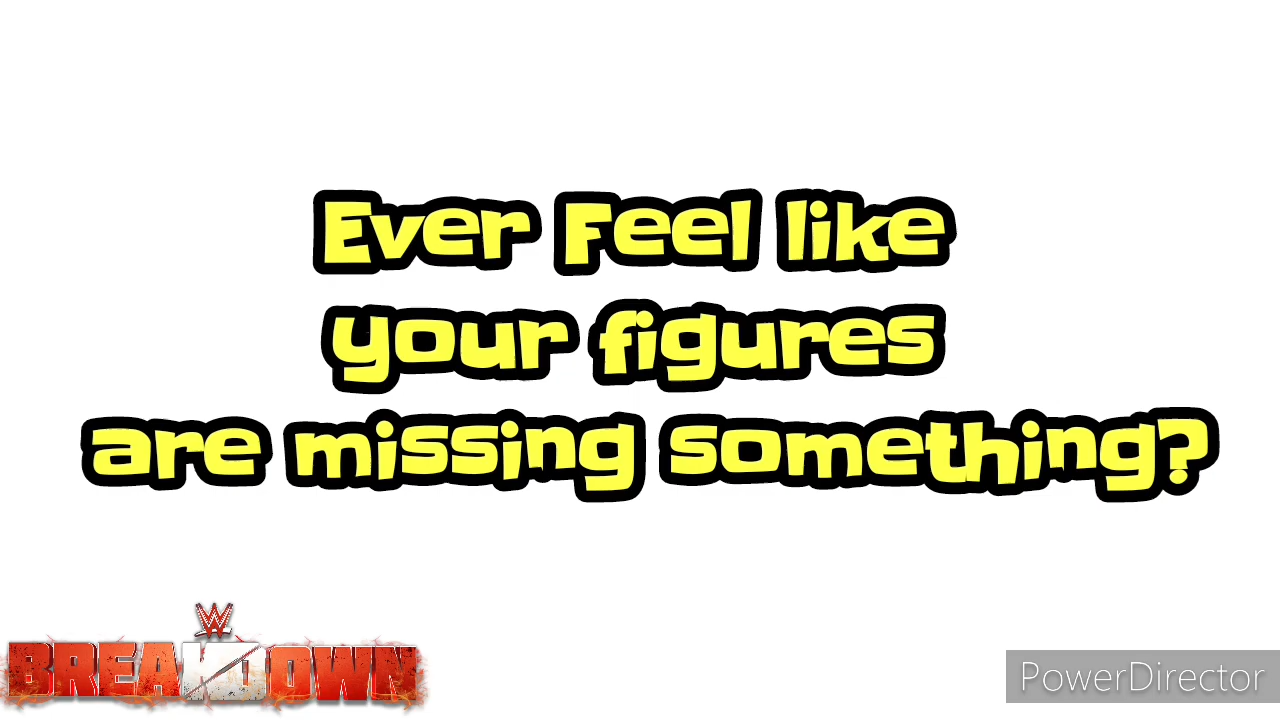 Ever Feel like
your figures
are missing something?
W
BREAKDOWN
PowerDirector